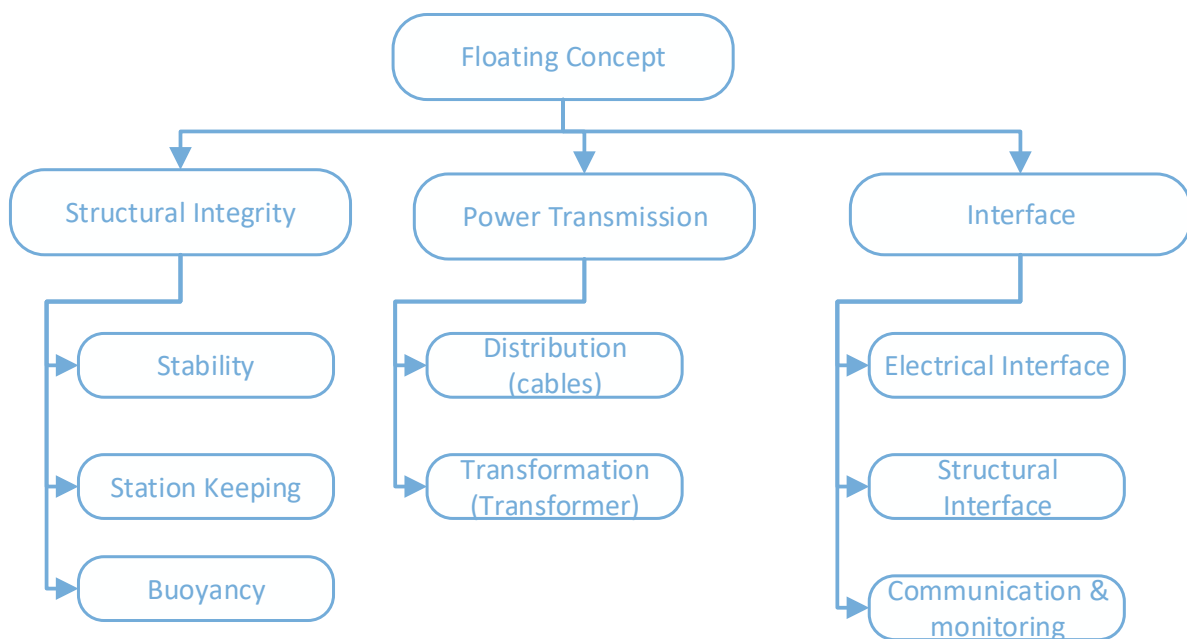 Floating Concept
Structural Integrity
Power Transmission
Interface
Stability
Distribution
(cables)
Electrical Interface
Station Keeping
Transformation
(Transformer)
Structural
Interface
Buoyancy
Communication &
monitoring